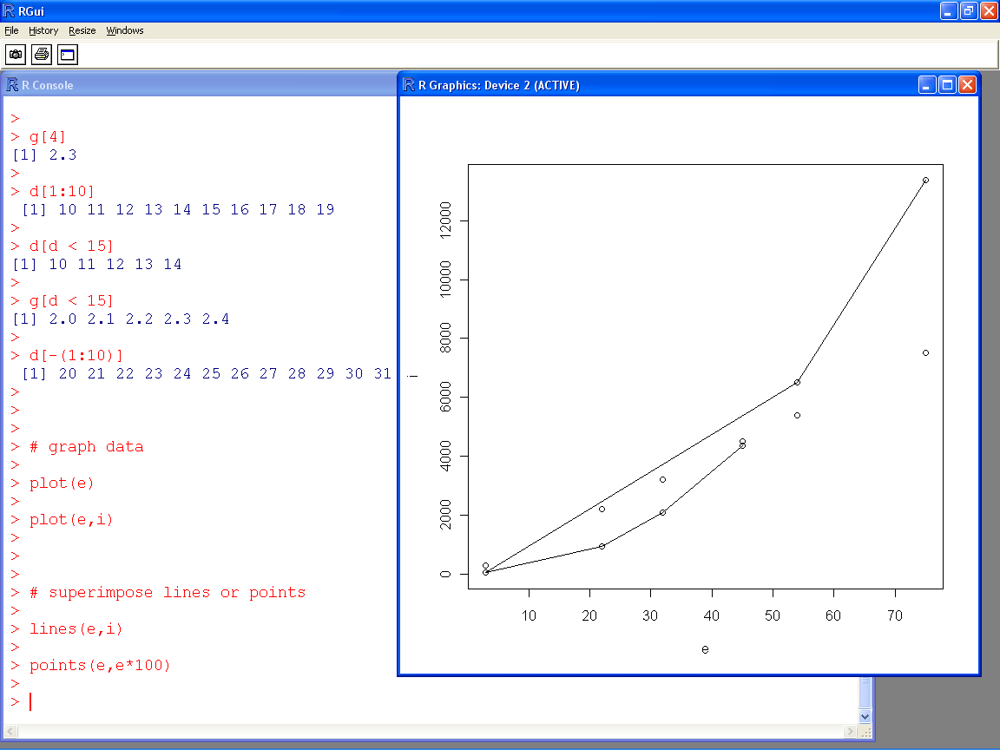 RGui
File History Resize Windows
R Console
>
> g[4]
[1] 2.3
>
> d[1:10]
[1] 10 11 12 13 14 15 16 17 18 19
>
> d[d < 15]
[1] 10 11 12 13 14
>
> g[d < 15]
[1] 2.0 2.1 2.2 2.3 2.4
>
> d[-(1:10)]
[1] 20 21 22 23 24 25 26 27 28 29 30 31
>
>
>
> # graph data
>
> plot(e)
>
> plot(e,i)
>
>
>
> # superimpose lines or points
>
> lines(e,i)
>
> points(e,e*100)
>
>
R Graphics: Device 2 (ACTIVE)
12000
10000
8000
6000
4000
2000
0
i
10 20 30 40 50 60 70
e